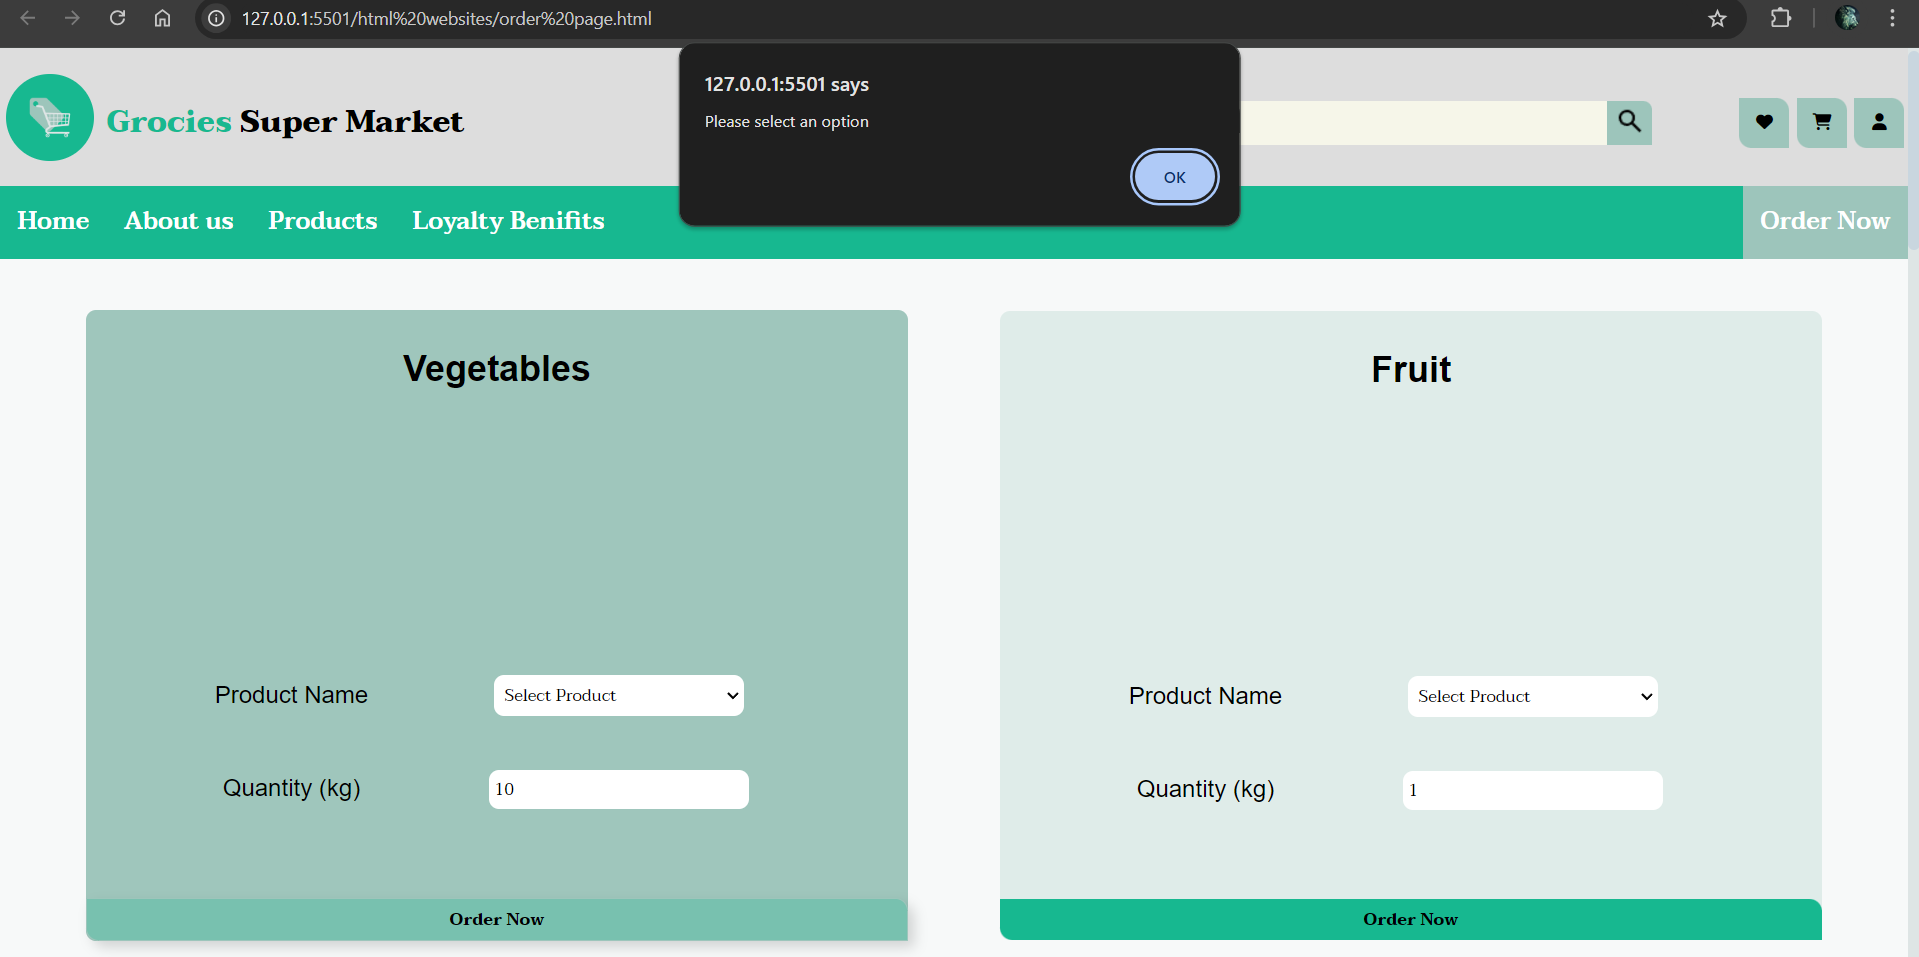 127.0.0.1:5501/html%20websites/order%20page.html
127.0.0.1:5501 says
Please select an option
OK
Grocies Super Market
Home About us Products Loyalty Benifits Order Now
Vegetables
Product Name Select Product
Quantity (kg) 10
Order Now
Fruit
Product Name Select Product
Quantity (kg) 1
Order Now